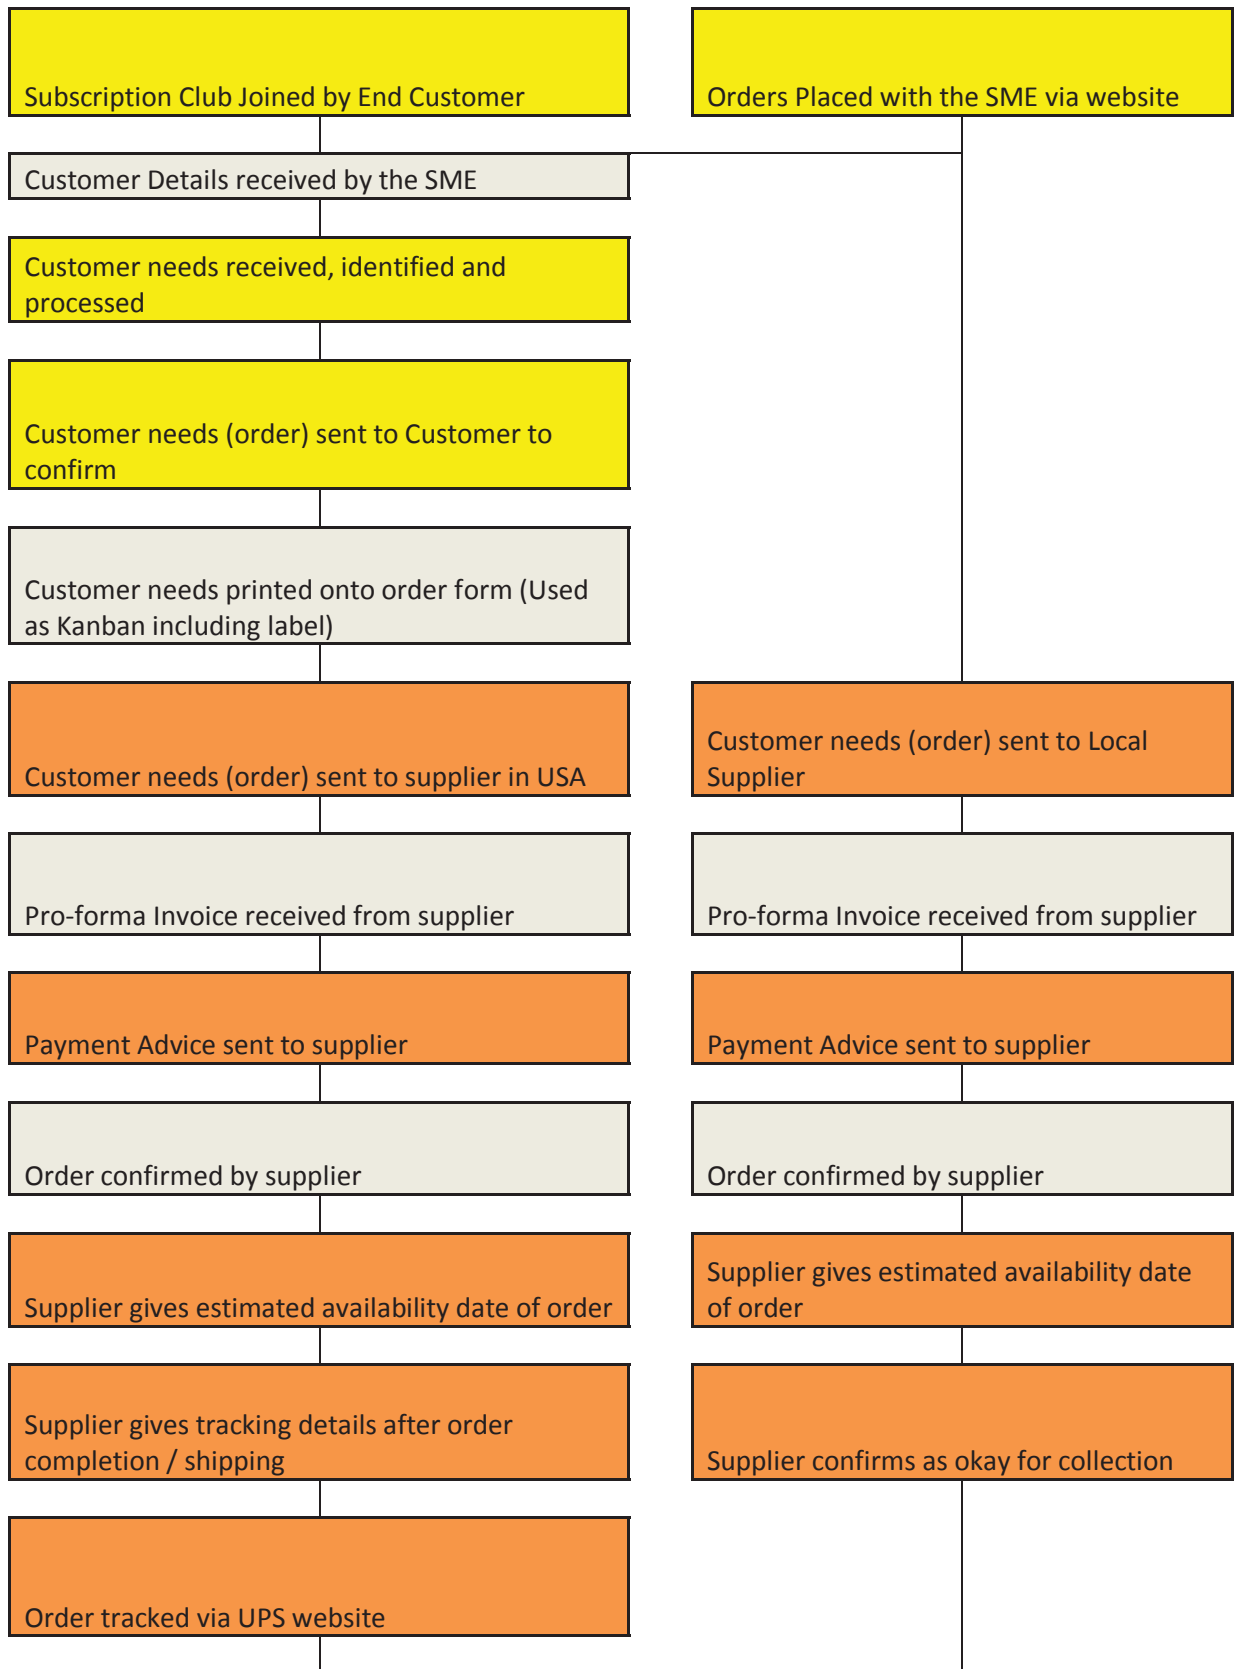 Subscription Club Joined by End Customer
Orders Placed with the SME via website
Customer Details received by the SME
Customer needs received, identified and
processed
Customer needs (order) sent to Customer to
confirm
Customer needs printed onto order form (Used
as Kanban including label)
Customer needs (order) sent to supplier in USA
Customer needs (order) sent to Local
Supplier
Pro-forma Invoice received from supplier
Pro-forma Invoice received from supplier
Payment Advice sent to supplier
Payment Advice sent to supplier
Order confirmed by supplier
Order confirmed by supplier
Supplier gives estimated availability date of order
Supplier gives estimated availability date
of order
Supplier gives tracking details after order
completion / shipping
Supplier confirms as okay for collection
Order tracked via UPS website